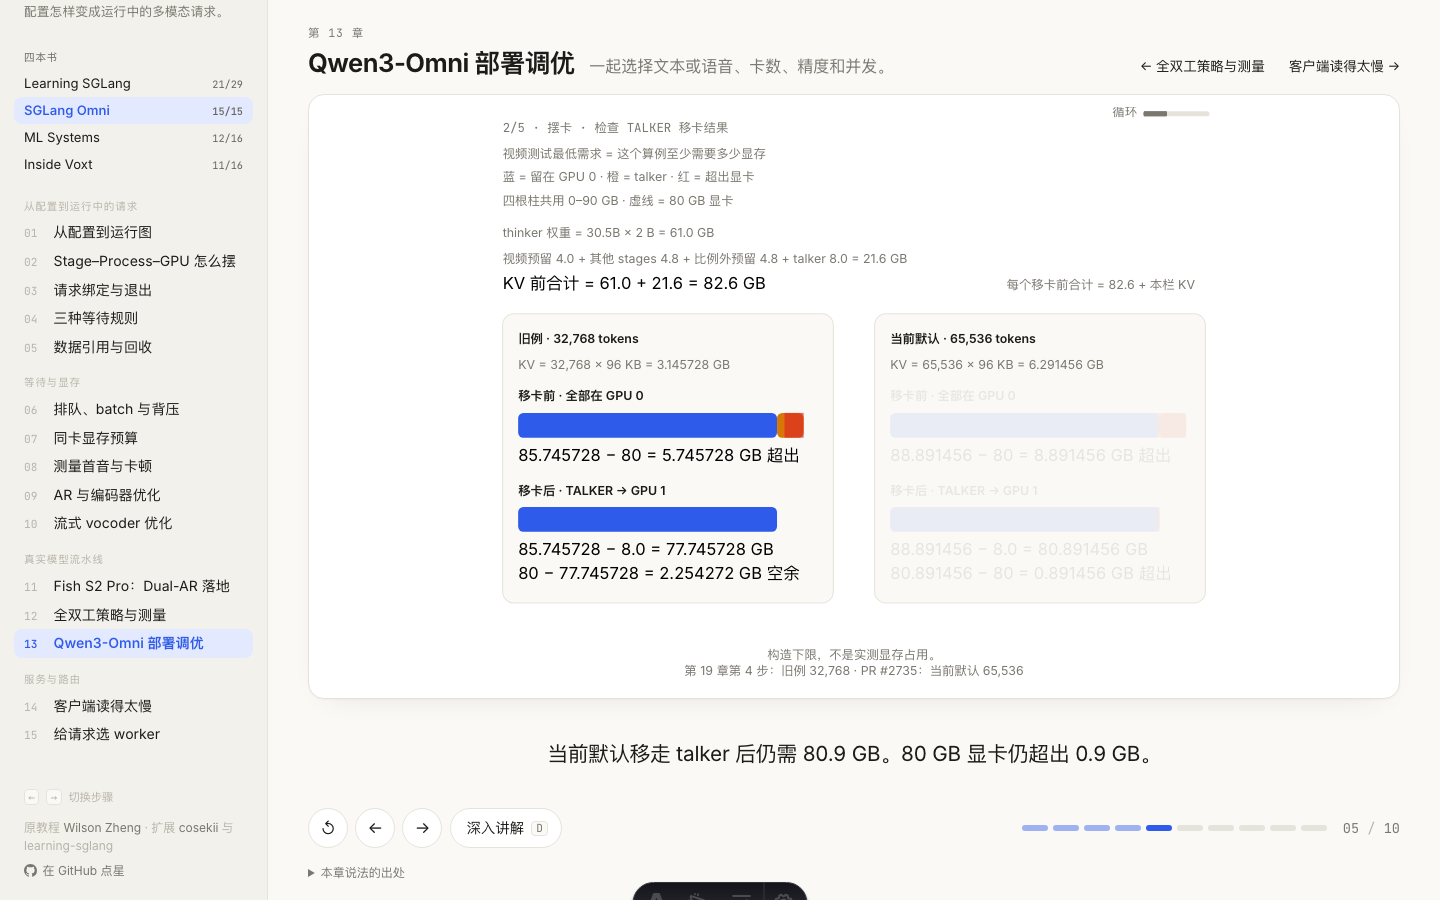 配置怎样变成运行中的多模态请求。
四本书
Learning SGLang 21/29
SGLang Omni 15/15
ML Systems 12/16
Inside Voxt 11/16
从配置到运行中的请求
01 从配置到运行图
02 Stage–Process–GPU 怎么摆
03 请求绑定与退出
04 三种等待规则
05 数据引用与回收
等待与显存
06 排队、batch 与背压
07 同卡显存预算
08 测量首音与卡顿
09 AR 与编码器优化
10 流式 vocoder 优化
真实模型流水线
11 Fish S2 Pro：Dual-AR 落地
12 全双工策略与测量
13 Qwen3-Omni 部署调优
服务与路由
14 客户端读得太慢
15 给请求选 worker
← → 切换步骤
原教程 Wilson Zheng · 扩展 cosekii 与
learning-sglang
在 GitHub 点星
第 13 章
Qwen3-Omni 部署调优 一起选择文本或语音、卡数、精度和并发。
← 全双工策略与测量 客户端读得太慢 →
循环
2/5 · 摆卡 · 检查 TALKER 移卡结果
视频测试最低需求 = 这个算例至少需要多少显存
蓝 = 留在 GPU 0 · 橙 = talker · 红 = 超出显卡
四根柱共用 0–90 GB · 虚线 = 80 GB 显卡
thinker 权重 = 30.5B × 2 B = 61.0 GB
视频预留 4.0 + 其他 stages 4.8 + 比例外预留 4.8 + talker 8.0 = 21.6 GB
KV 前合计 = 61.0 + 21.6 = 82.6 GB
每个移卡前合计 = 82.6 + 本栏 KV
旧例 · 32,768 tokens
KV = 32,768 × 96 KB = 3.145728 GB
移卡前 · 全部在 GPU 0
85.745728 − 80 = 5.745728 GB 超出
移卡后 · TALKER → GPU 1
85.745728 − 8.0 = 77.745728 GB
80 − 77.745728 = 2.254272 GB 空余
当前默认 · 65,536 tokens
KV = 65,536 × 96 KB = 6.291456 GB
移卡前 · 全部在 GPU 0
88.891456 − 80 = 8.891456 GB 超出
移卡后 · TALKER → GPU 1
88.891456 − 8.0 = 80.891456 GB
80.891456 − 80 = 0.891456 GB 超出
构造下限，不是实测显存占用。
第 19 章第 4 步：旧例 32,768 · PR #2735：当前默认 65,536
当前默认移走 talker 后仍需 80.9 GB。80 GB 显卡仍超出 0.9 GB。
深入讲解 D
05 / 10
▶ 本章说法的出处